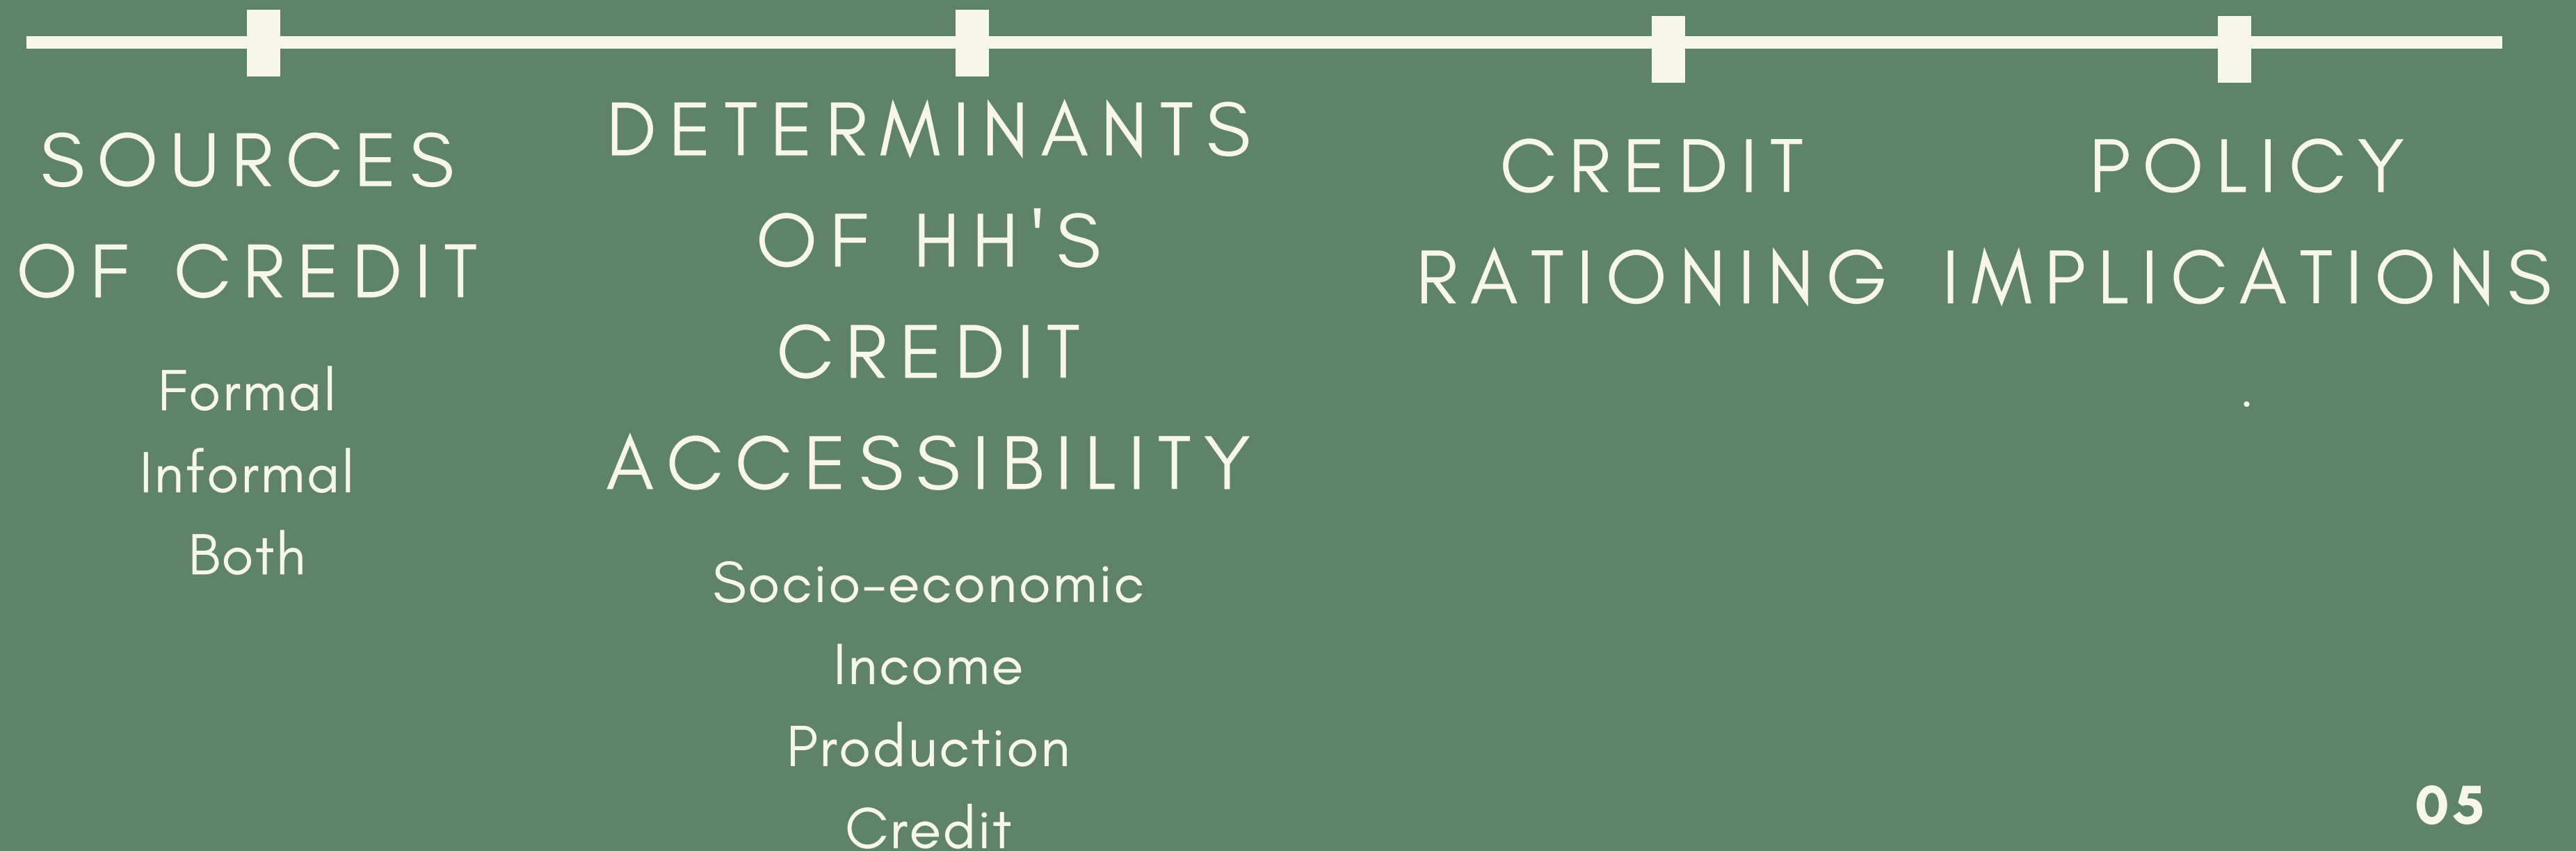 SOURCES
OF CREDIT
Formal
Informal
Both
DETERMINANTS
OF HH'S
CREDIT
ACCESSIBILITY
Socio-economic
Income
Production
Credit
CREDIT
RATIONING
POLICY
IMPLICATIONS
.
05